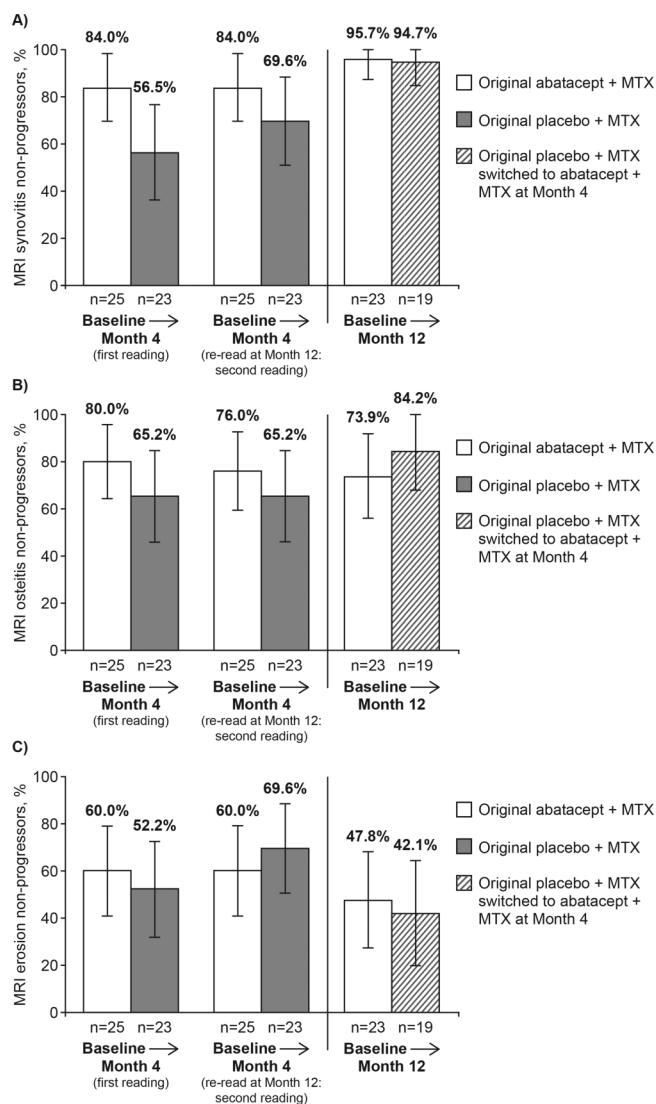 A)
MRI synovitis non-progressors, %
100
80
60
40
20
0
84.0%
56.5%
84.0%
69.6%
95.7% 94.7%
n=25 n=23
Baseline →
Month 4
(first reading)
n=25 n=23
Baseline →
Month 4
(re-read at Month 12:
second reading)
n=23 n=19
Baseline →
Month 12
Original abatacept + MTX
Original placebo + MTX
Original placebo + MTX
switched to abatacept +
MTX at Month 4
B)
MRI osteitis non-progressors, %
100
80
60
40
20
0
80.0%
65.2%
76.0%
65.2%
73.9%
84.2%
n=25 n=23
Baseline →
Month 4
(first reading)
n=25 n=23
Baseline →
Month 4
(re-read at Month 12:
second reading)
n=23 n=19
Baseline →
Month 12
Original abatacept + MTX
Original placebo + MTX
Original placebo + MTX
switched to abatacept +
MTX at Month 4
C)
MRI erosion non-progressors, %
100
80
60
40
20
0
60.0%
52.2%
60.0%
69.6%
47.8%
42.1%
n=25 n=23
Baseline →
Month 4
(first reading)
n=25 n=23
Baseline →
Month 4
(re-read at Month 12:
second reading)
n=23 n=19
Baseline →
Month 12
Original abatacept + MTX
Original placebo + MTX
Original placebo + MTX
switched to abatacept +
MTX at Month 4